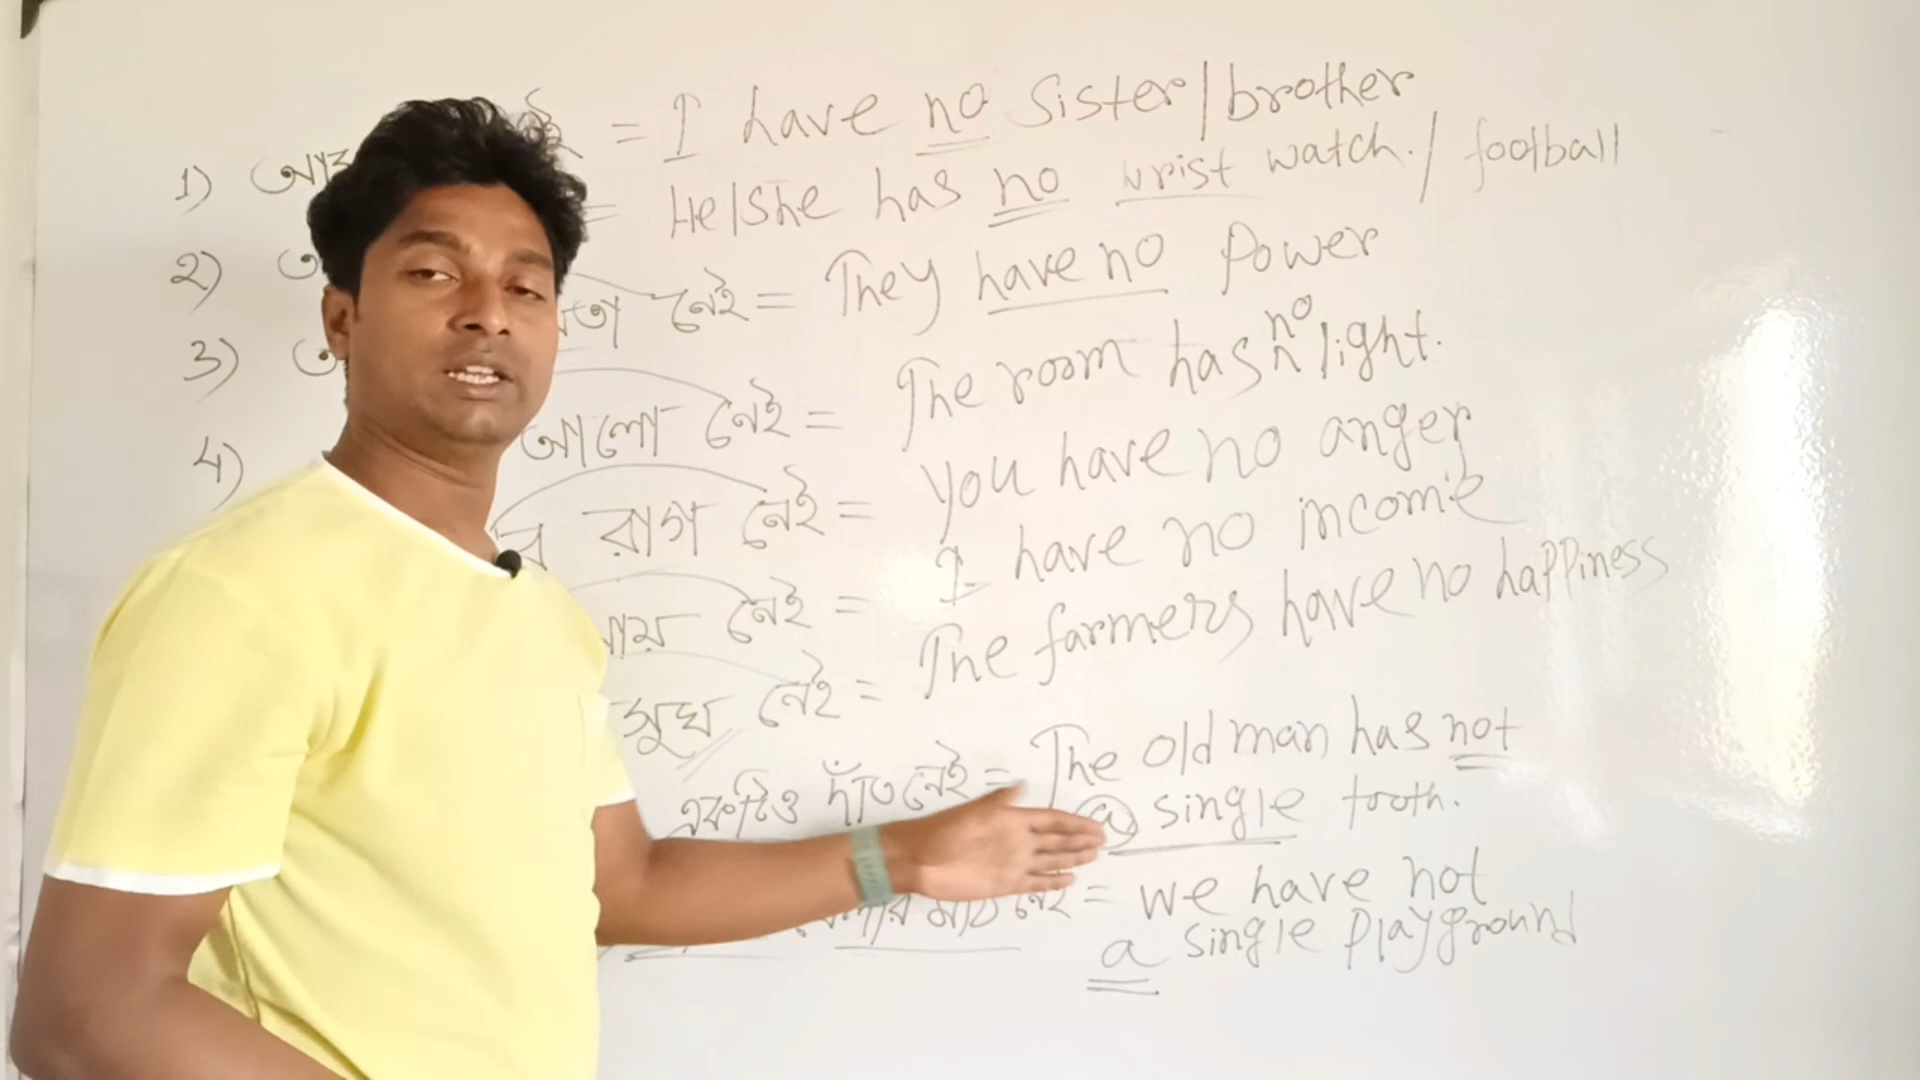 1) = I have no Sister/brother
= He/She has no wrist watch./ football
2) নেই = They have no Power
3) আলো নেই = The room has no light.
4) রাগ নেই = You have no anger
নেই = I have no income
সুখ নেই = The farmers have no happiness
একটিও দাঁত নেই = The old man has not
a single tooth.
মাঠ নেই = we have not
a single playground